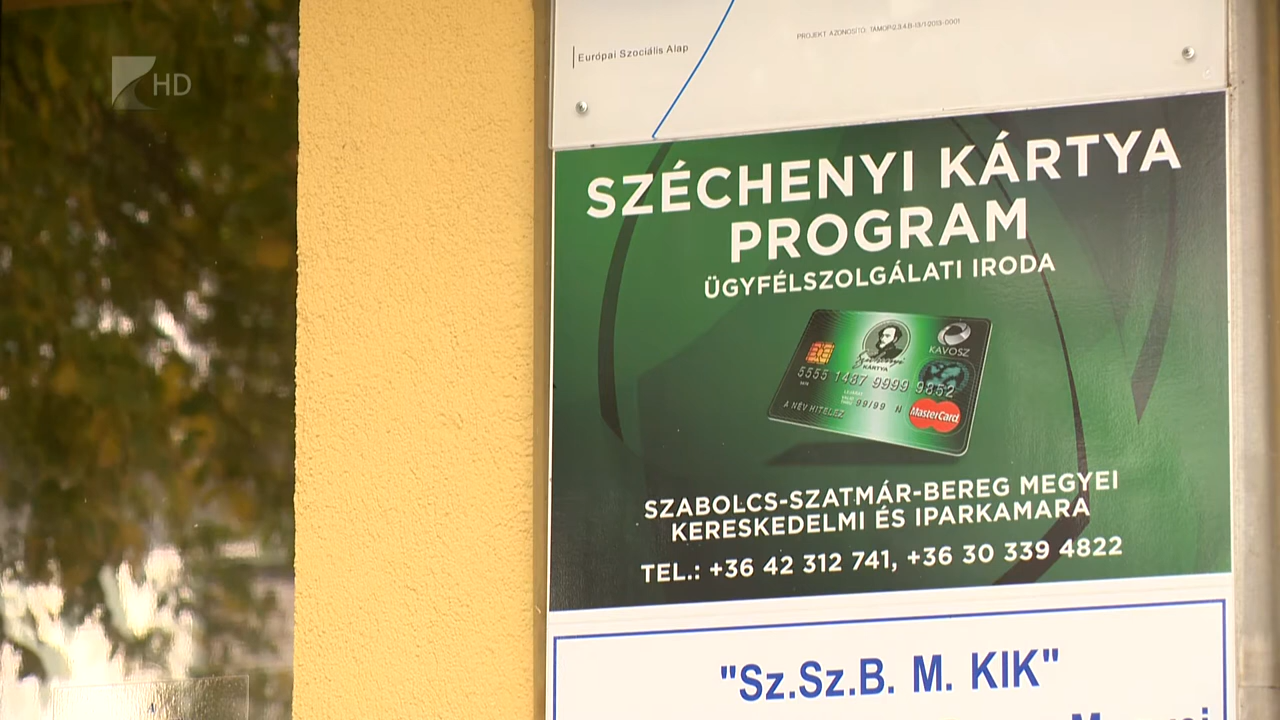 HD
Európai Szociális Alap
PROJEKT AZONOSÍTÓ: TÁMOP-2.3.4.B-13/1-2013-0001
SZÉCHENYI KÁRTYA
PROGRAM
ÜGYFÉLSZOLGÁLATI IRODA
KAVOSZ
Széchenyi
KÁRTYA
5555 1487 9999 9852
99/99 N
A NÉV HITELEZ
MasterCard
SZABOLCS-SZATMÁR-BEREG MEGYEI
KERESKEDELMI ÉS IPARKAMARA
TEL.: +36 42 312 741, +36 30 339 4822
"Sz.Sz.B. M. KIK"